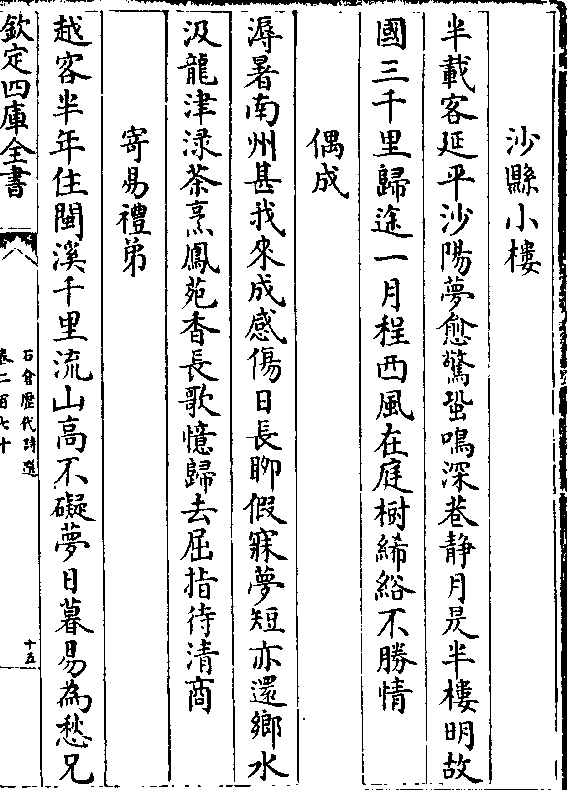 沙縣小樓
半載客延平沙陽夢愈驚蛩鳴深巷静月晃半樓明故
國三千里歸途一月程西風在庭樹絺綌不勝情
偶成
溽暑南州甚我來成感傷日長聊假寐夢短亦還鄉水
汲龍津渌茶烹鳳苑香長歌憶歸去屈指待清商
寄易禮弟
越客半年住閩溪千里流山高不礙夢日暮易為愁兄
欽定四庫全書
石倉歷代詩選
卷二百七十
十五